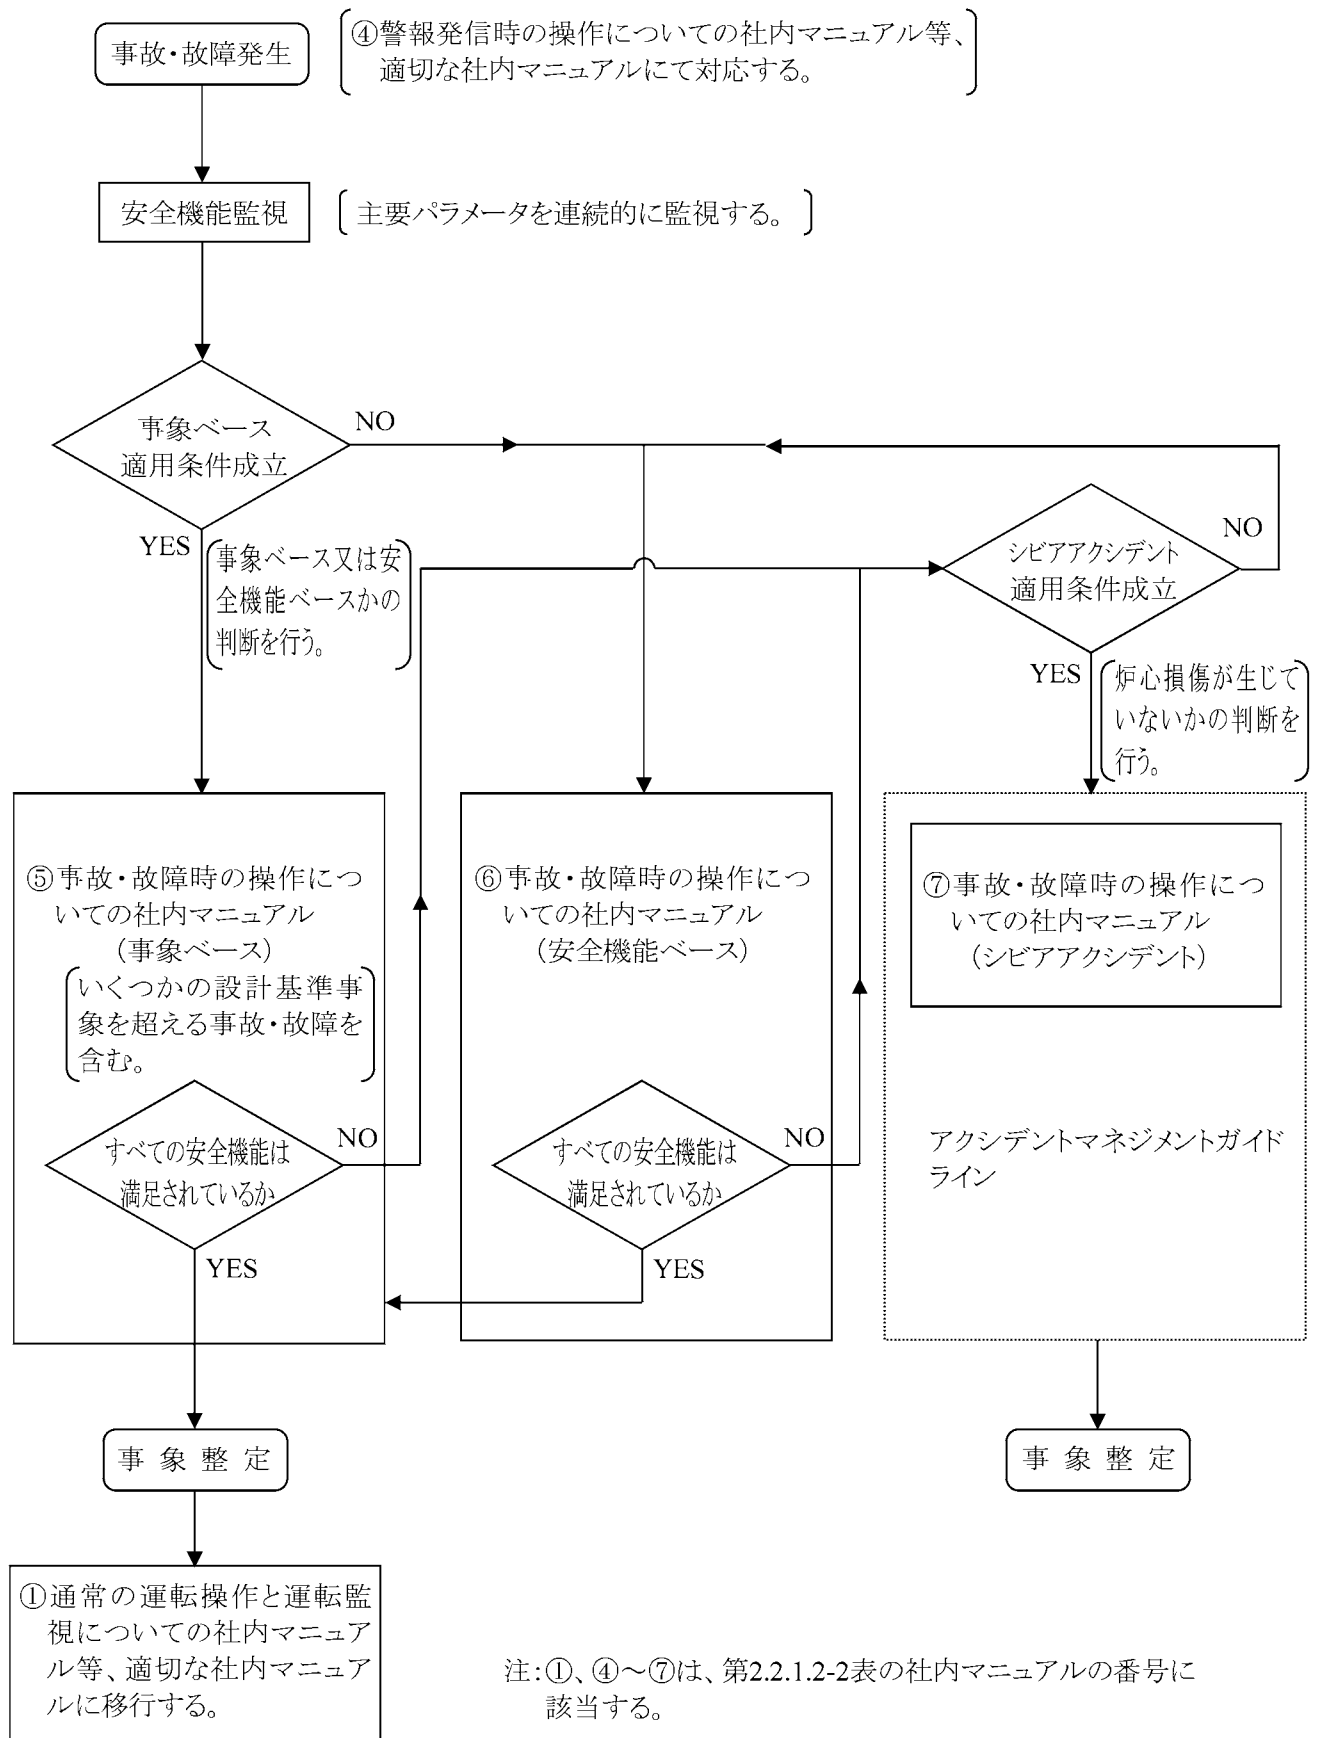 事故・故障発生
④警報発信時の操作についての社内マニュアル等、
適切な社内マニュアルにて対応する。
安全機能監視
主要パラメータを連続的に監視する。
事象ベース
適用条件成立
NO
YES
事象ベース又は安
全機能ベースかの
判断を行う。
シビアアクシデント
適用条件成立
NO
YES
炉心損傷が生じて
いないかの判断を
行う。
⑤事故・故障時の操作につ
いての社内マニュアル
(事象ベース)
いくつかの設計基準事
象を超える事故・故障を
含む。
すべての安全機能は
満足されているか
NO
YES
⑥事故・故障時の操作につ
いての社内マニュアル
(安全機能ベース)
すべての安全機能は
満足されているか
NO
YES
⑦事故・故障時の操作につ
いての社内マニュアル
(シビアアクシデント)
アクシデントマネジメントガイド
ライン
事象整定
事象整定
①通常の運転操作と運転監
視についての社内マニュア
ル等、適切な社内マニュア
ルに移行する。
注:①、④～⑦は、第2.2.1.2-2表の社内マニュアルの番号に
該当する。